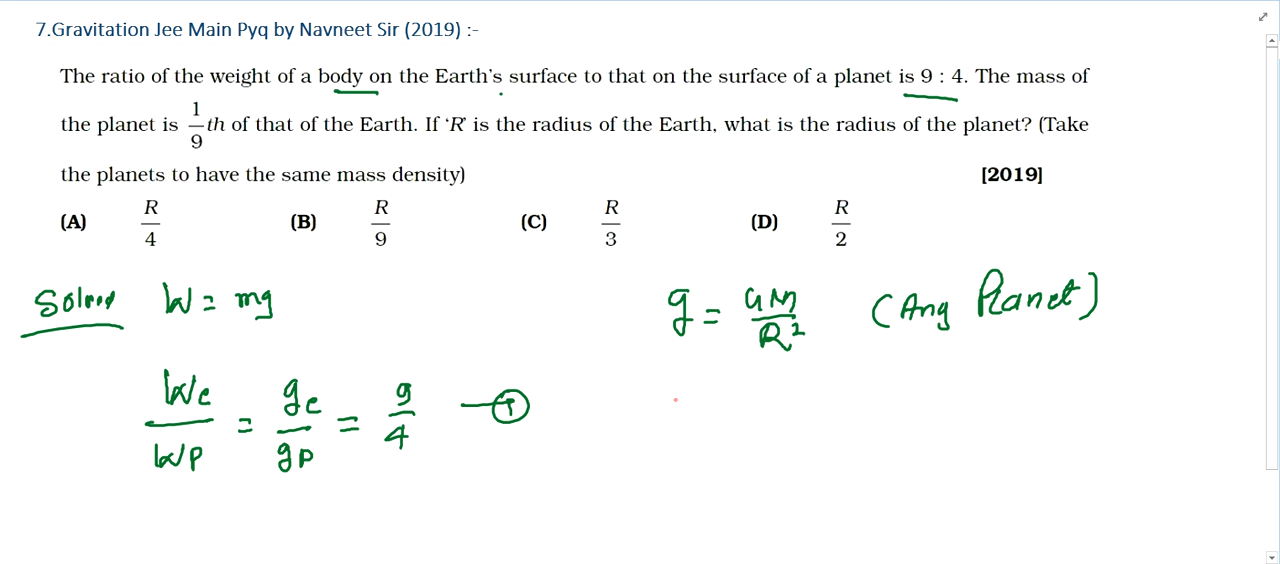 7.Gravitation Jee Main Pyq by Navneet Sir (2019) :-
The ratio of the weight of a body on the Earth's surface to that on the surface of a planet is 9 : 4. The mass of
the planet is 1/9 th of that of the Earth. If 'R' is the radius of the Earth, what is the radius of the planet? (Take
the planets to have the same mass density) [2019]
(A) R/4 (B) R/9 (C) R/3 (D) R/2
W = mg g = GM/R² (Any Planet)
We/Wp = ge/gp = 9/4 — ①